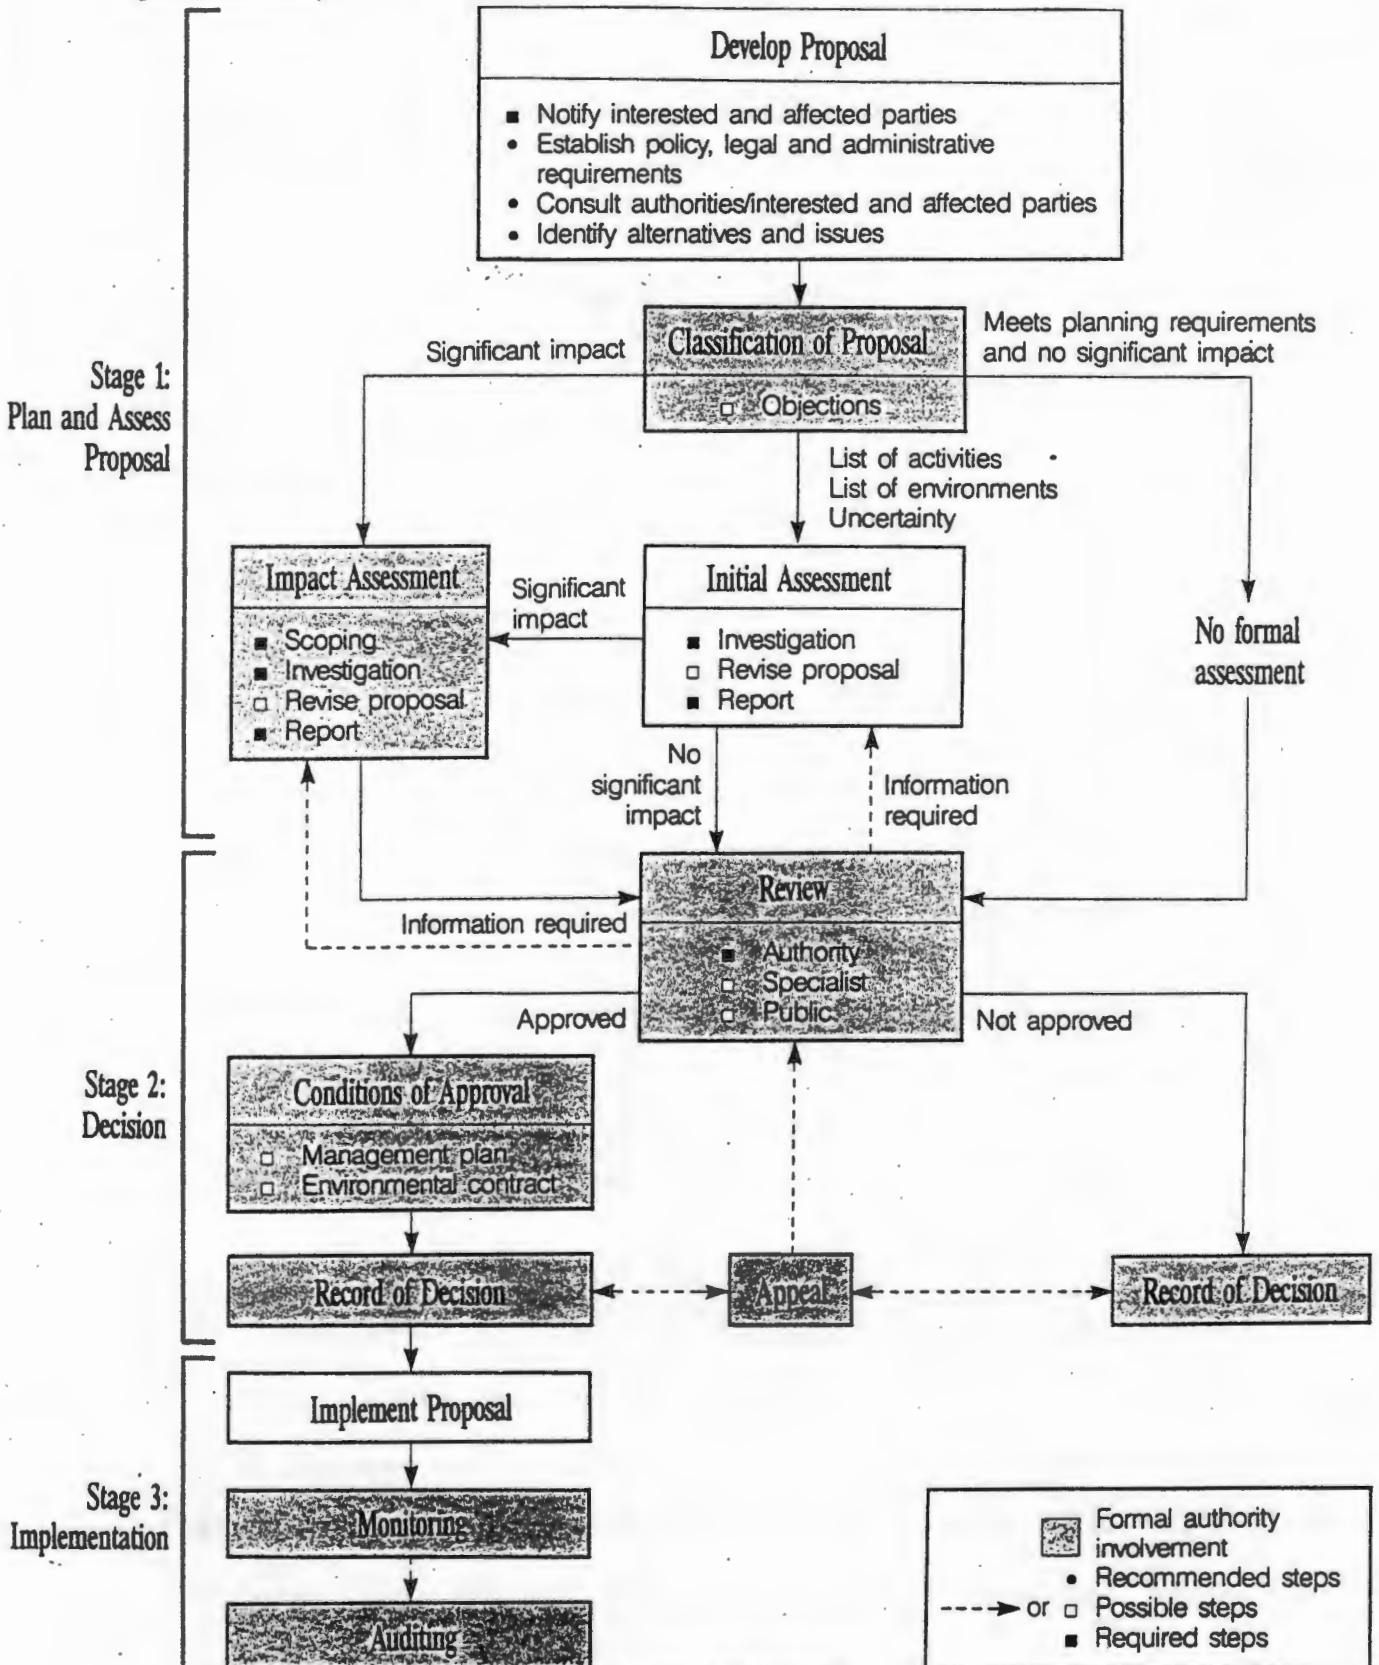 Develop Proposal
■ Notify interested and affected parties
• Establish policy, legal and administrative
requirements
• Consult authorities/interested and affected parties
• Identify alternatives and issues
Stage 1:
Plan and Assess
Proposal
Significant impact
Classification of Proposal
□ Objections
Meets planning requirements
and no significant impact
List of activities
List of environments
Uncertainty
Impact Assessment
■ Scoping
■ Investigation
□ Revise proposal
■ Report
Significant
impact
Initial Assessment
■ Investigation
□ Revise proposal
■ Report
No formal
assessment
No
significant
impact
Information
required
Information required
Review
■ Authority
□ Specialist
□ Public
Approved
Not approved
Stage 2:
Decision
Conditions of Approval
□ Management plan
□ Environmental contract
Record of Decision
Appeal
Record of Decision
Stage 3:
Implementation
Implement Proposal
Monitoring
Auditing
Formal authority
involvement
• Recommended steps
or □ Possible steps
■ Required steps